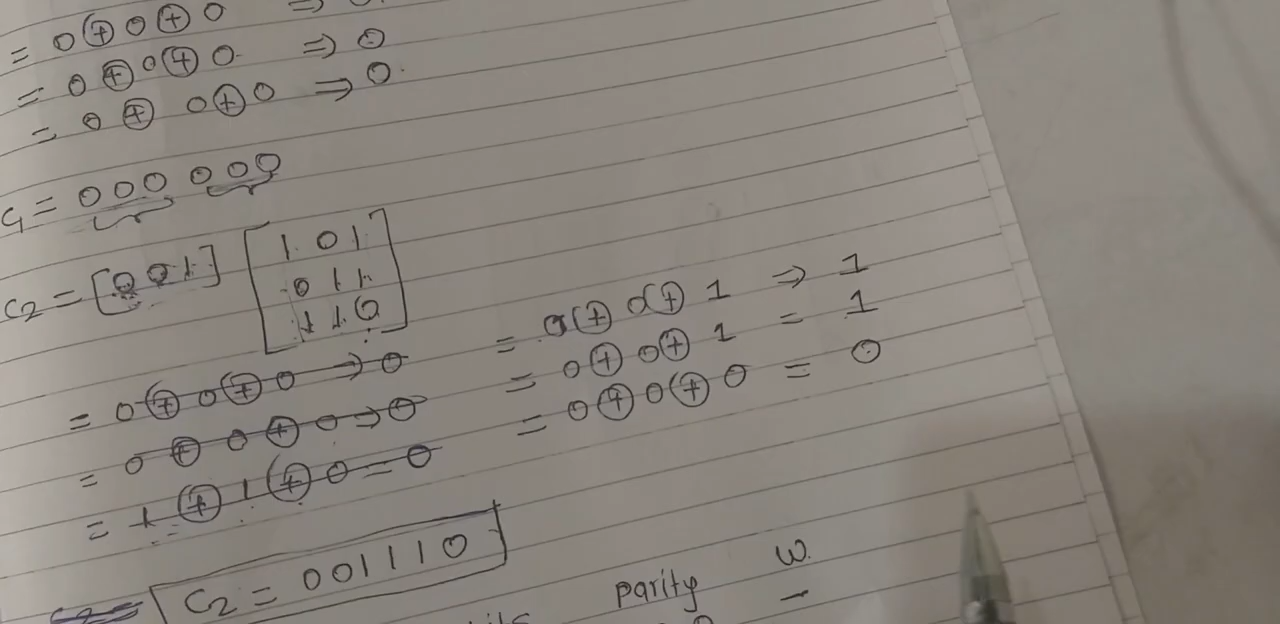 = 0 ⊕ 0 ⊕ 0 ⇒
= 0 ⊕ 0 ⊕ 0 ⇒ 0
= 0 ⊕ 0 ⊕ 0 ⇒ 0
C1 = 000 000
C2 = [0 0 1] [1 0 1
0 1 1
1 1 0]
= 0 ⊕ 0 ⊕ 0 → 0
= 0 ⊕ 0 ⊕ 0 → 0
= 1 ⊕ 1 ⊕ 0 = 0
= 0 ⊕ 0 ⊕ 1 ⇒ 1
= 0 ⊕ 0 ⊕ 1 = 1
= 0 ⊕ 0 ⊕ 0 = 0
C2 = 001110
parity W.